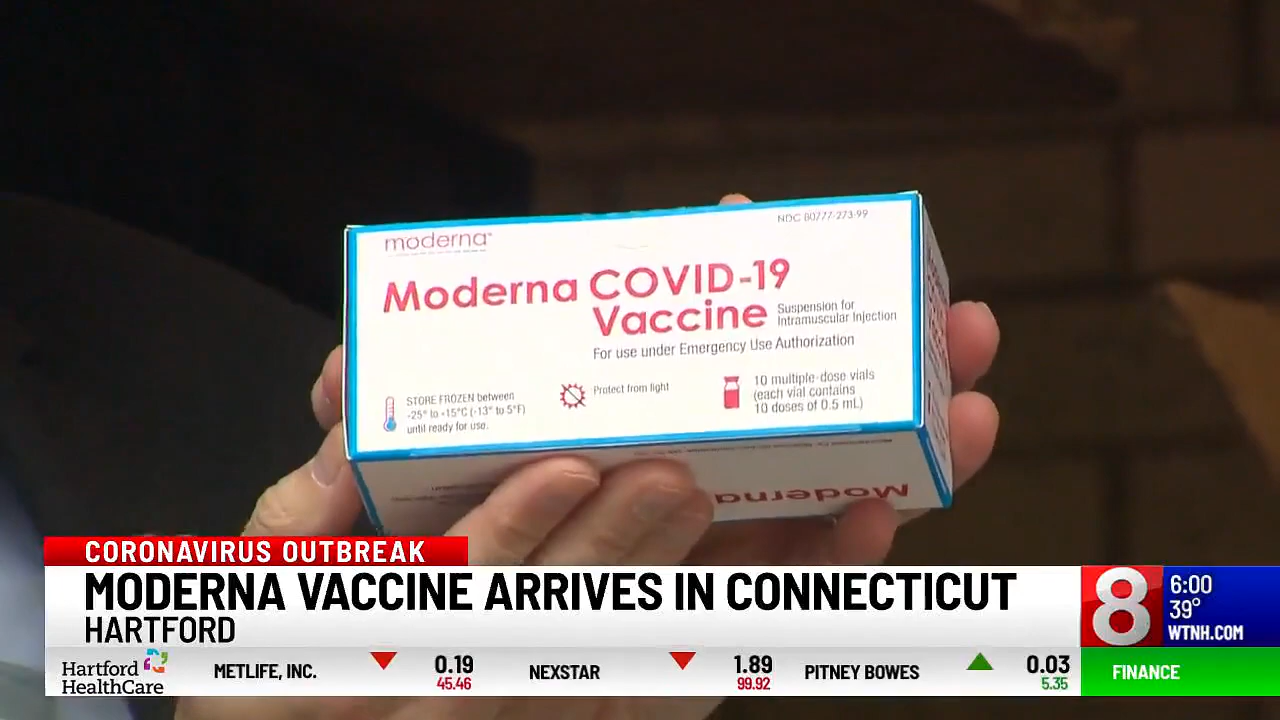 moderna
NDC 80777-273-99
Moderna COVID-19
Vaccine
Suspension for
Intramuscular Injection
For use under Emergency Use Authorization
STORE FROZEN between
-25° to -15°C (-13° to 5°F)
until ready for use.
Protect from light
10 multiple-dose vials
(each vial contains
10 doses of 0.5 mL)
Moderna
CORONAVIRUS OUTBREAK
MODERNA VACCINE ARRIVES IN CONNECTICUT
HARTFORD
8
6:00
39°
WTNH.COM
Hartford
HealthCare
METLIFE, INC.
0.19
45.46
NEXSTAR
1.89
99.92
PITNEY BOWES
0.03
5.35
FINANCE